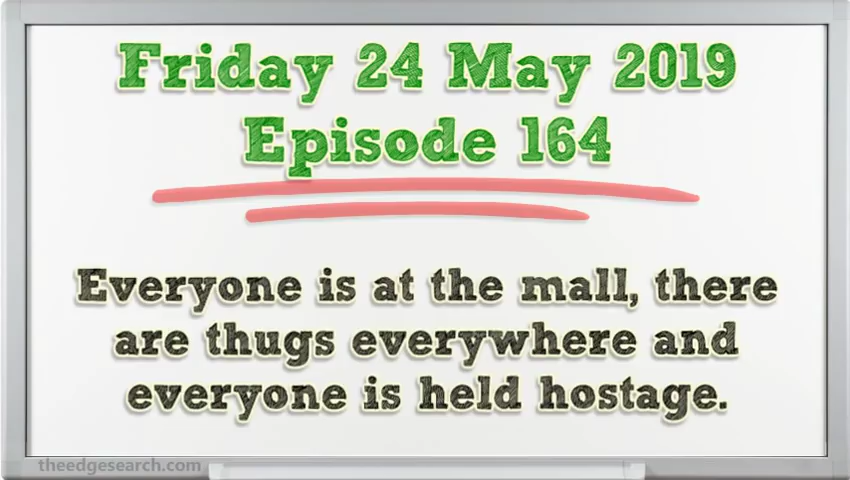 Friday 24 May 2019
Episode 164
Everyone is at the mall, there
are thugs everywhere and
everyone is held hostage.
theedgesearch.com